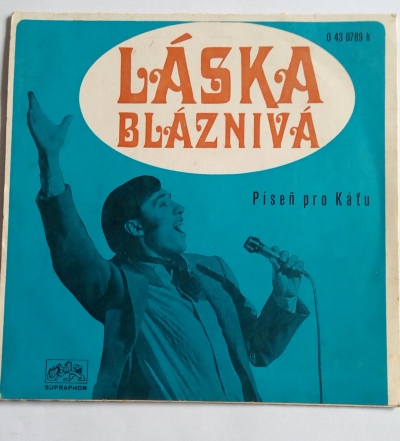 0 43 0789 h
LÁSKA
BLÁZNIVÁ
Píseň pro Káťu
SUPRAPHON